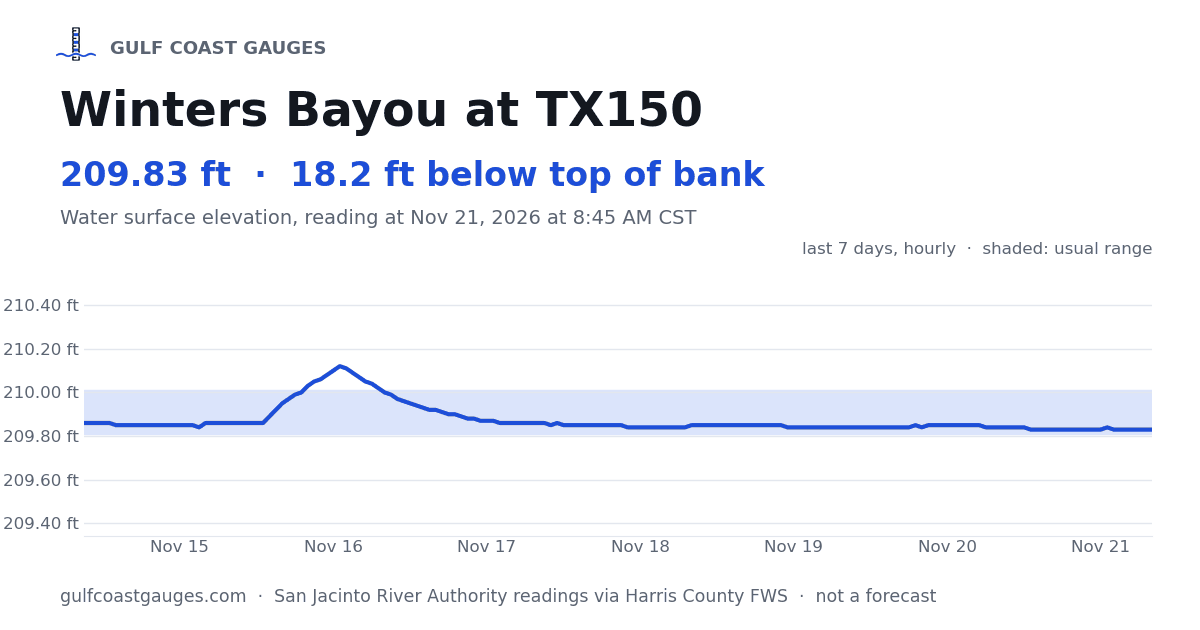 GULF COAST GAUGES
Winters Bayou at TX150
209.83 ft · 18.2 ft below top of bank
Water surface elevation, reading at Nov 21, 2026 at 8:45 AM CST
last 7 days, hourly · shaded: usual range
210.40 ft
210.20 ft
210.00 ft
209.80 ft
209.60 ft
209.40 ft
Nov 15 Nov 16 Nov 17 Nov 18 Nov 19 Nov 20 Nov 21
gulfcoastgauges.com · San Jacinto River Authority readings via Harris County FWS · not a forecast